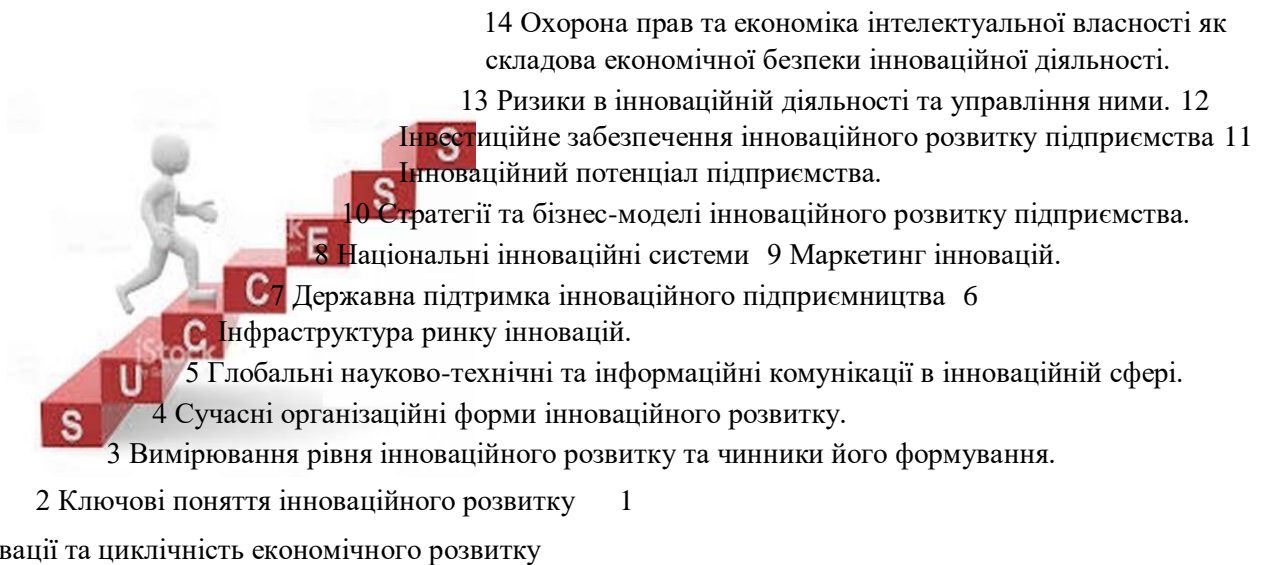 14 Охорона прав та економіка інтелектуальної власності як
складова економічної безпеки інноваційної діяльності.
13 Ризики в інноваційній діяльності та управління ними. 12
Інвестиційне забезпечення інноваційного розвитку підприємства 11
Інноваційний потенціал підприємства.
10 Стратегії та бізнес-моделі інноваційного розвитку підприємства.
8 Національні інноваційні системи 9 Маркетинг інновацій.
7 Державна підтримка інноваційного підприємництва 6
Інфраструктура ринку інновацій.
5 Глобальні науково-технічні та інформаційні комунікації в інноваційній сфері.
4 Сучасні організаційні форми інноваційного розвитку.
3 Вимірювання рівня інноваційного розвитку та чинники його формування.
2 Ключові поняття інноваційного розвитку 1
та циклічність економічного розвитку
S U C C E S S
iStock